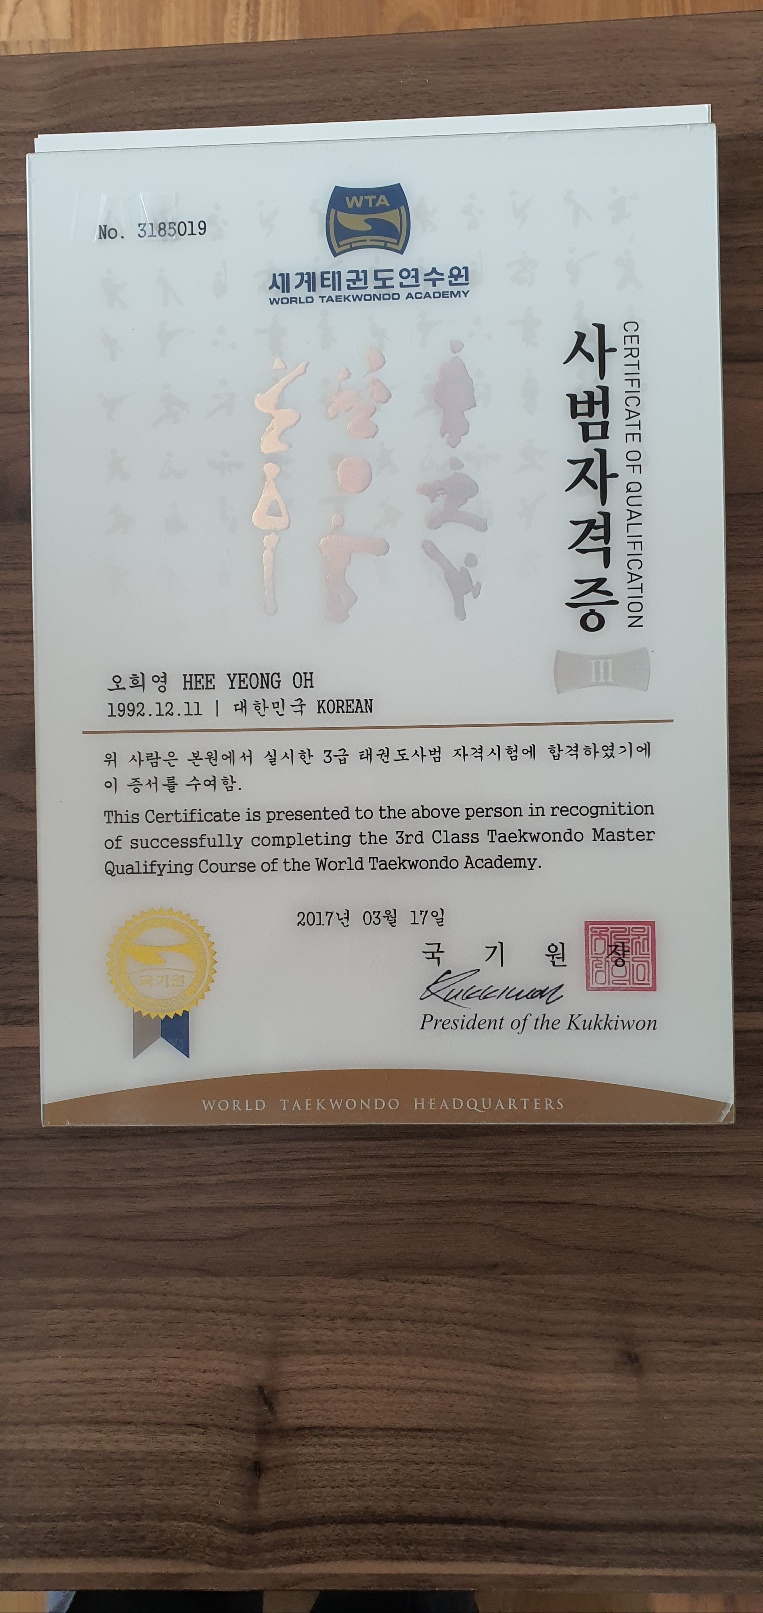 No. 3185019
WTA
세계태권도연수원
WORLD TAEKWONDO ACADEMY
사범자격증
CERTIFICATE OF QUALIFICATION
III
오희영 HEE YEONG OH
1992.12.11 | 대한민국 KOREAN
위 사람은 본원에서 실시한 3급 태권도사범 자격시험에 합격하였기에
이 증서를 수여함.
This Certificate is presented to the above person in recognition
of successfully completing the 3rd Class Taekwondo Master
Qualifying Course of the World Taekwondo Academy.
2017년 03월 17일
국기원
국 기 원 장
Kukkiwon
President of the Kukkiwon
WORLD TAEKWONDO HEADQUARTERS